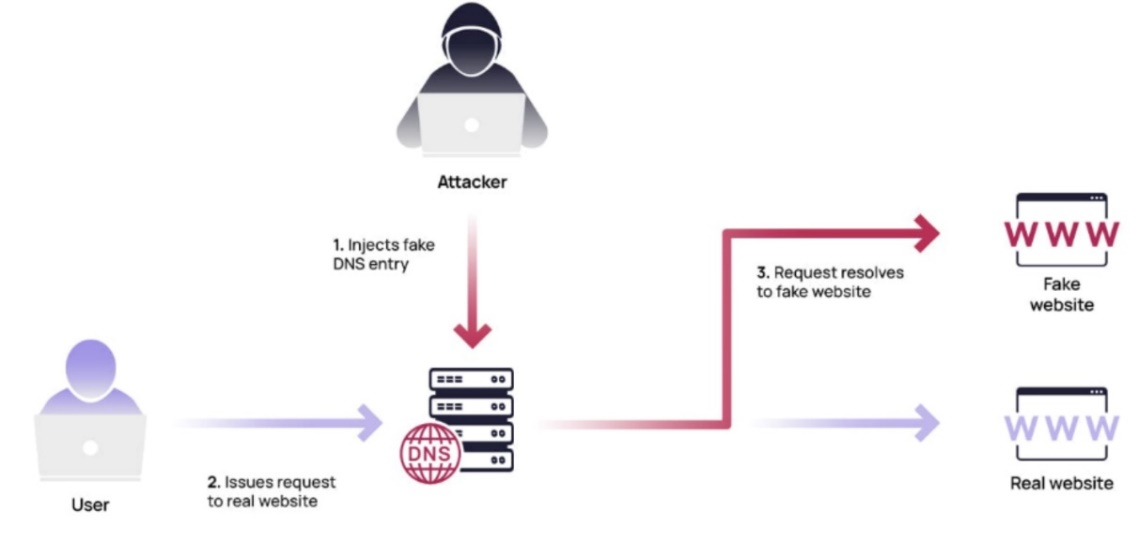 Attacker
1. Injects fake
DNS entry
WWW
Fake
website
3. Request resolves
to fake website
DNS
WWW
Real website
2. Issues request
to real website
User